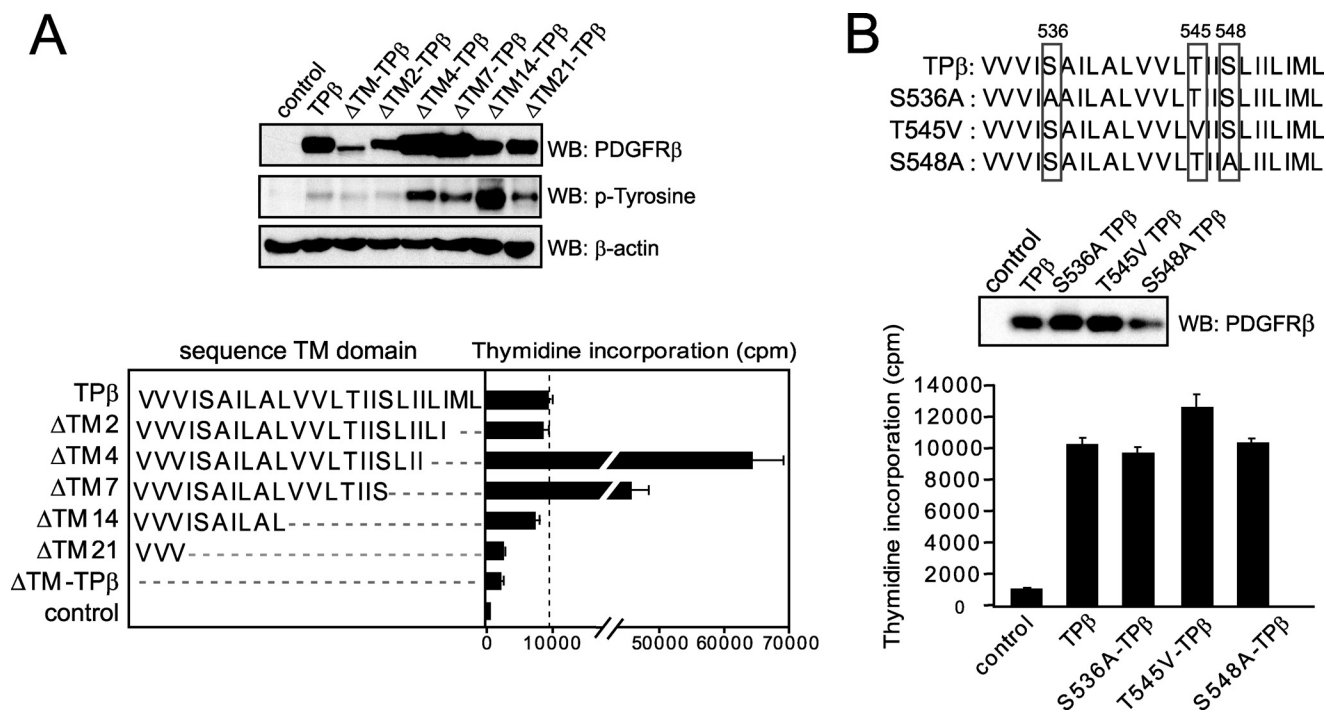 A
control
TPβ
ΔTM-TPβ
ΔTM2-TPβ
ΔTM4-TPβ
ΔTM7-TPβ
ΔTM14-TPβ
ΔTM21-TPβ
WB: PDGFRβ
WB: p-Tyrosine
WB: β-actin
sequence TM domain
Thymidine incorporation (cpm)
TPβ VVVISAILALVVLTIISLIILIML
ΔTM2 VVVISAILALVVLTIISLIILI --
ΔTM4 VVVISAILALVVLTIISLII ----
ΔTM7 VVVISAILALVVLTIIS -------
ΔTM14 VVVISAILAL --------------
ΔTM21 VVV ---------------------
ΔTM-TPβ ------------------------
control
0 10000 50000 60000 70000
B
536 545 548
TPβ: VVVISAILALVVLTIISLIILIML
S536A : VVVIAAILALVVLTIISLIILIML
T545V : VVVISAILALVVLVIISLIILIML
S548A : VVVISAILALVVLTIIALIILIML
control
TPβ
S536A TPβ
T545V TPβ
S548A TPβ
WB: PDGFRβ
Thymidine incorporation (cpm)
14000
12000
10000
8000
6000
4000
2000
0
control
TPβ
S536A-TPβ
T545V-TPβ
S548A-TPβ